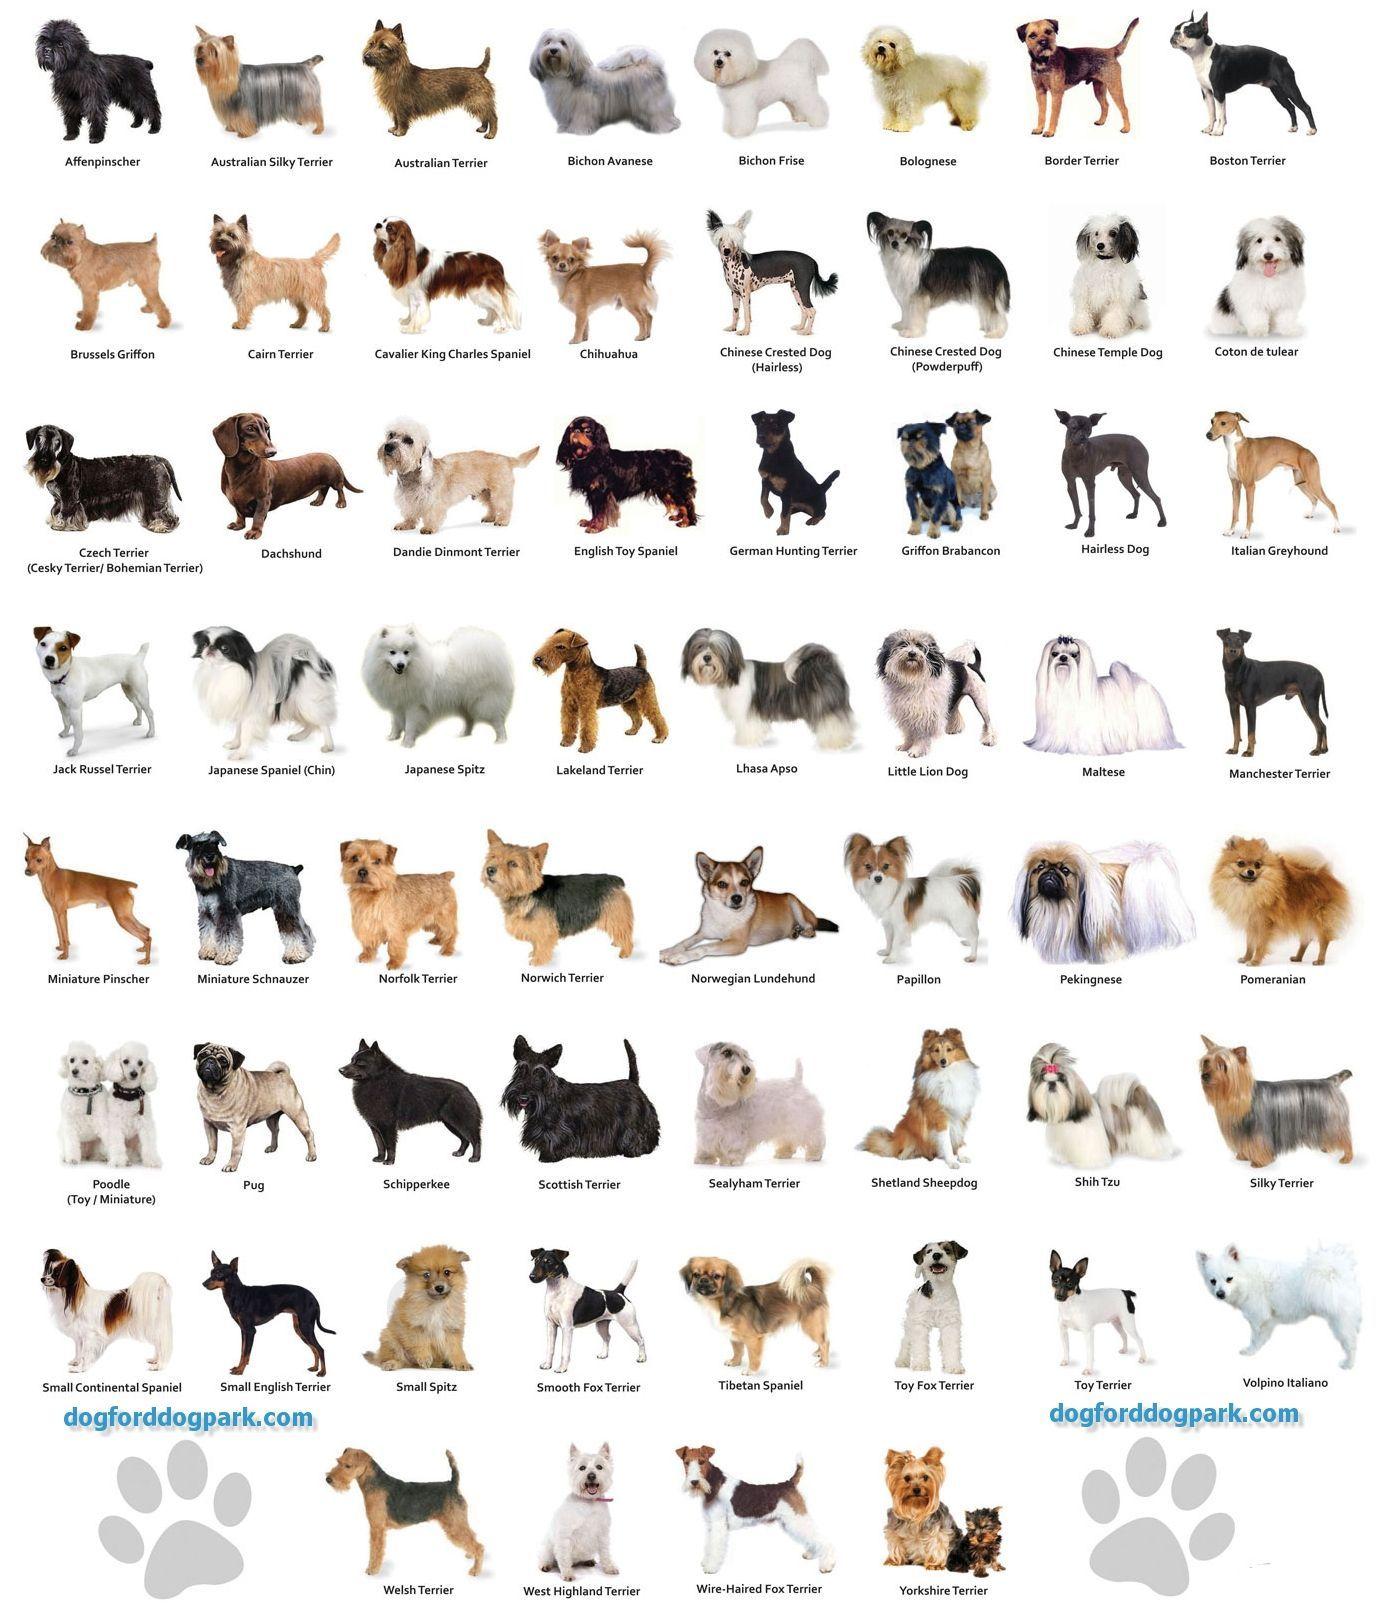 Affenpinscher
Australian Silky Terrier
Australian Terrier
Bichon Avanese
Bichon Frise
Bolognese
Border Terrier
Boston Terrier
Brussels Griffon
Cairn Terrier
Cavalier King Charles Spaniel
Chihuahua
Chinese Crested Dog
(Hairless)
Chinese Crested Dog
(Powderpuff)
Chinese Temple Dog
Coton de tulear
Czech Terrier
(Cesky Terrier/ Bohemian Terrier)
Dachshund
Dandie Dinmont Terrier
English Toy Spaniel
German Hunting Terrier
Griffon Brabancon
Hairless Dog
Italian Greyhound
Jack Russel Terrier
Japanese Spaniel (Chin)
Japanese Spitz
Lakeland Terrier
Lhasa Apso
Little Lion Dog
Maltese
Manchester Terrier
Miniature Pinscher
Miniature Schnauzer
Norfolk Terrier
Norwich Terrier
Norwegian Lundehund
Papillon
Pekingnese
Pomeranian
Poodle
(Toy / Miniature)
Pug
Schipperkee
Scottish Terrier
Sealyham Terrier
Shetland Sheepdog
Shih Tzu
Silky Terrier
Small Continental Spaniel
Small English Terrier
Small Spitz
Smooth Fox Terrier
Tibetan Spaniel
Toy Fox Terrier
Toy Terrier
Volpino Italiano
dogforddogpark.com
dogforddogpark.com
Welsh Terrier
West Highland Terrier
Wire-Haired Fox Terrier
Yorkshire Terrier